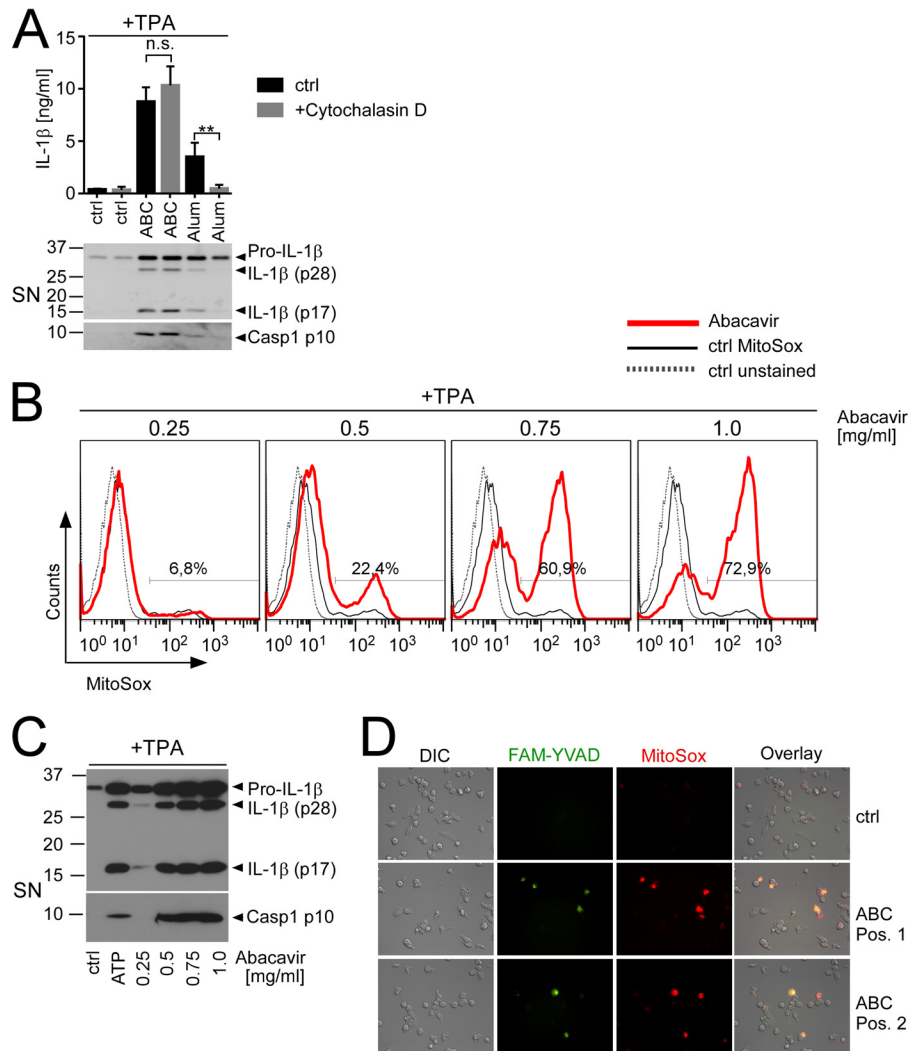 A
+TPA
n.s.
15
10
5
0
IL-1β [ng/ml]
**
ctrl
+Cytochalasin D
ctrl
ctrl
ABC
ABC
Alum
Alum
37
25
20
15
10
SN
Pro-IL-1β
IL-1β (p28)
IL-1β (p17)
Casp1 p10
Abacavir
ctrl MitoSox
ctrl unstained
B
+TPA
0.25 0.5 0.75 1.0
Abacavir
[mg/ml]
6,8% 22,4% 60,9% 72,9%
Counts
10⁰ 10¹ 10² 10³ 10⁰ 10¹ 10² 10³ 10⁰ 10¹ 10² 10³ 10⁰ 10¹ 10² 10³
MitoSox
C
+TPA
37
25
20
15
10
SN
Pro-IL-1β
IL-1β (p28)
IL-1β (p17)
Casp1 p10
ctrl
ATP
0.25
0.5
0.75
1.0
Abacavir
[mg/ml]
D
DIC FAM-YVAD MitoSox Overlay
ctrl
ABC
Pos. 1
ABC
Pos. 2